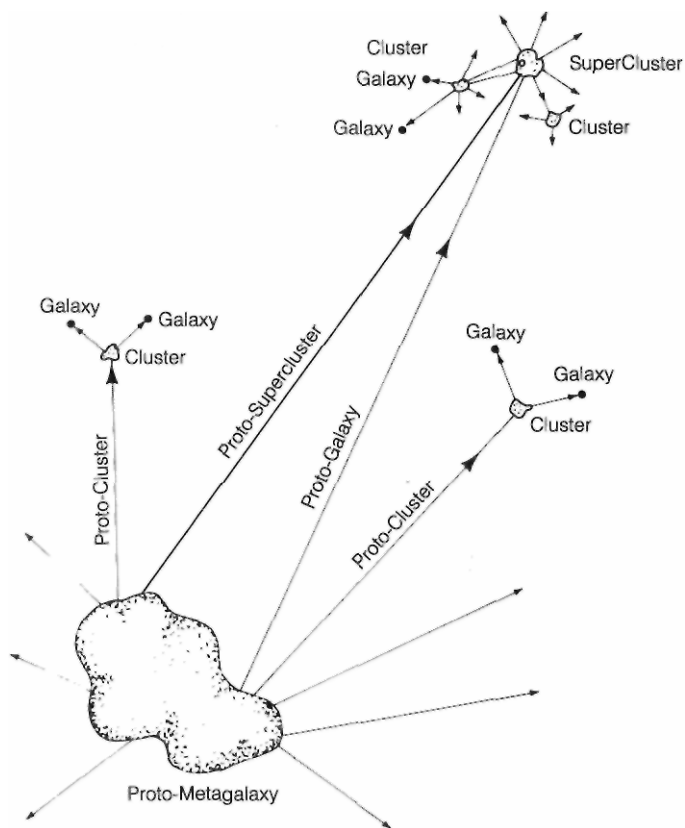 Cluster
SuperCluster
Galaxy
Galaxy
Cluster
Galaxy
Galaxy
Cluster
Proto-Supercluster
Galaxy
Galaxy
Cluster
Proto-Cluster
Proto-Galaxy
Proto-Cluster
Proto-Metagalaxy